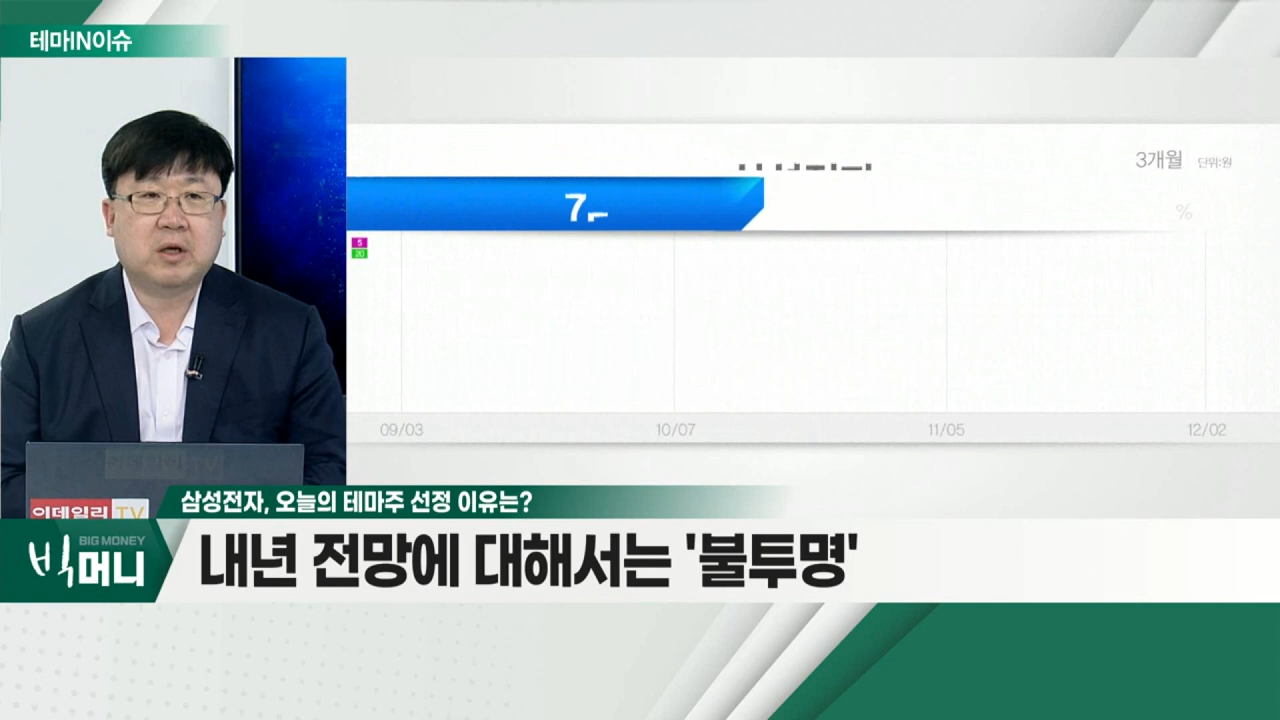 테마IN이슈
3개월 단위:원
%
5
20
09/03 10/07 11/05 12/02
이데일리 TV
삼성전자, 오늘의 테마주 선정 이유는?
BIG MONEY
빅머니
내년 전망에 대해서는 '불투명'